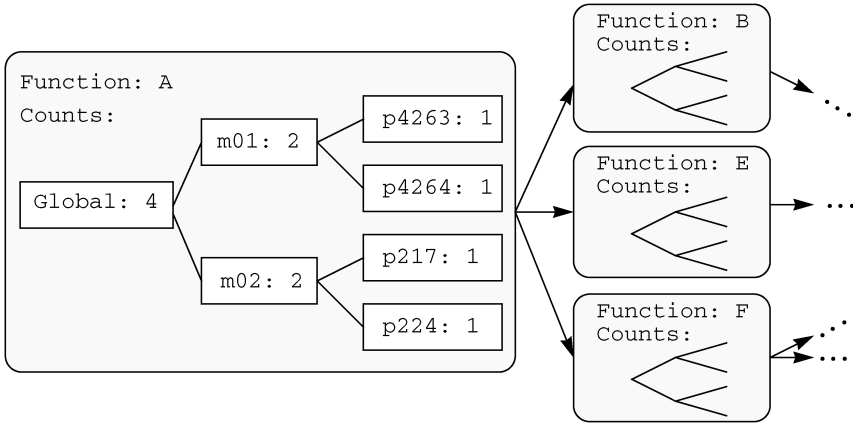 Function: A
Counts:
Global: 4
m01: 2
m02: 2
p4263: 1
p4264: 1
p217: 1
p224: 1
Function: B
Counts:
...
Function: E
Counts:
...
Function: F
Counts:
...
...